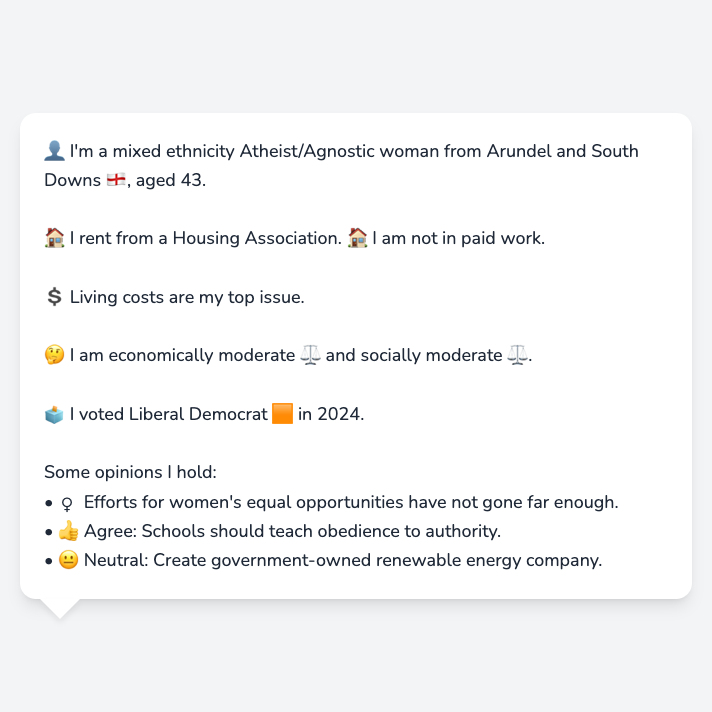 👤 I'm a mixed ethnicity Atheist/Agnostic woman from Arundel and South
Downs 🏴󠁧󠁢󠁥󠁮󠁧󠁿, aged 43.
🏠 I rent from a Housing Association. 🏠 I am not in paid work.
💲 Living costs are my top issue.
🤔 I am economically moderate ⚖️ and socially moderate ⚖️.
🗳️ I voted Liberal Democrat 🟧 in 2024.
Some opinions I hold:
• ♀️ Efforts for women's equal opportunities have not gone far enough.
• 👍 Agree: Schools should teach obedience to authority.
• 😐 Neutral: Create government-owned renewable energy company.